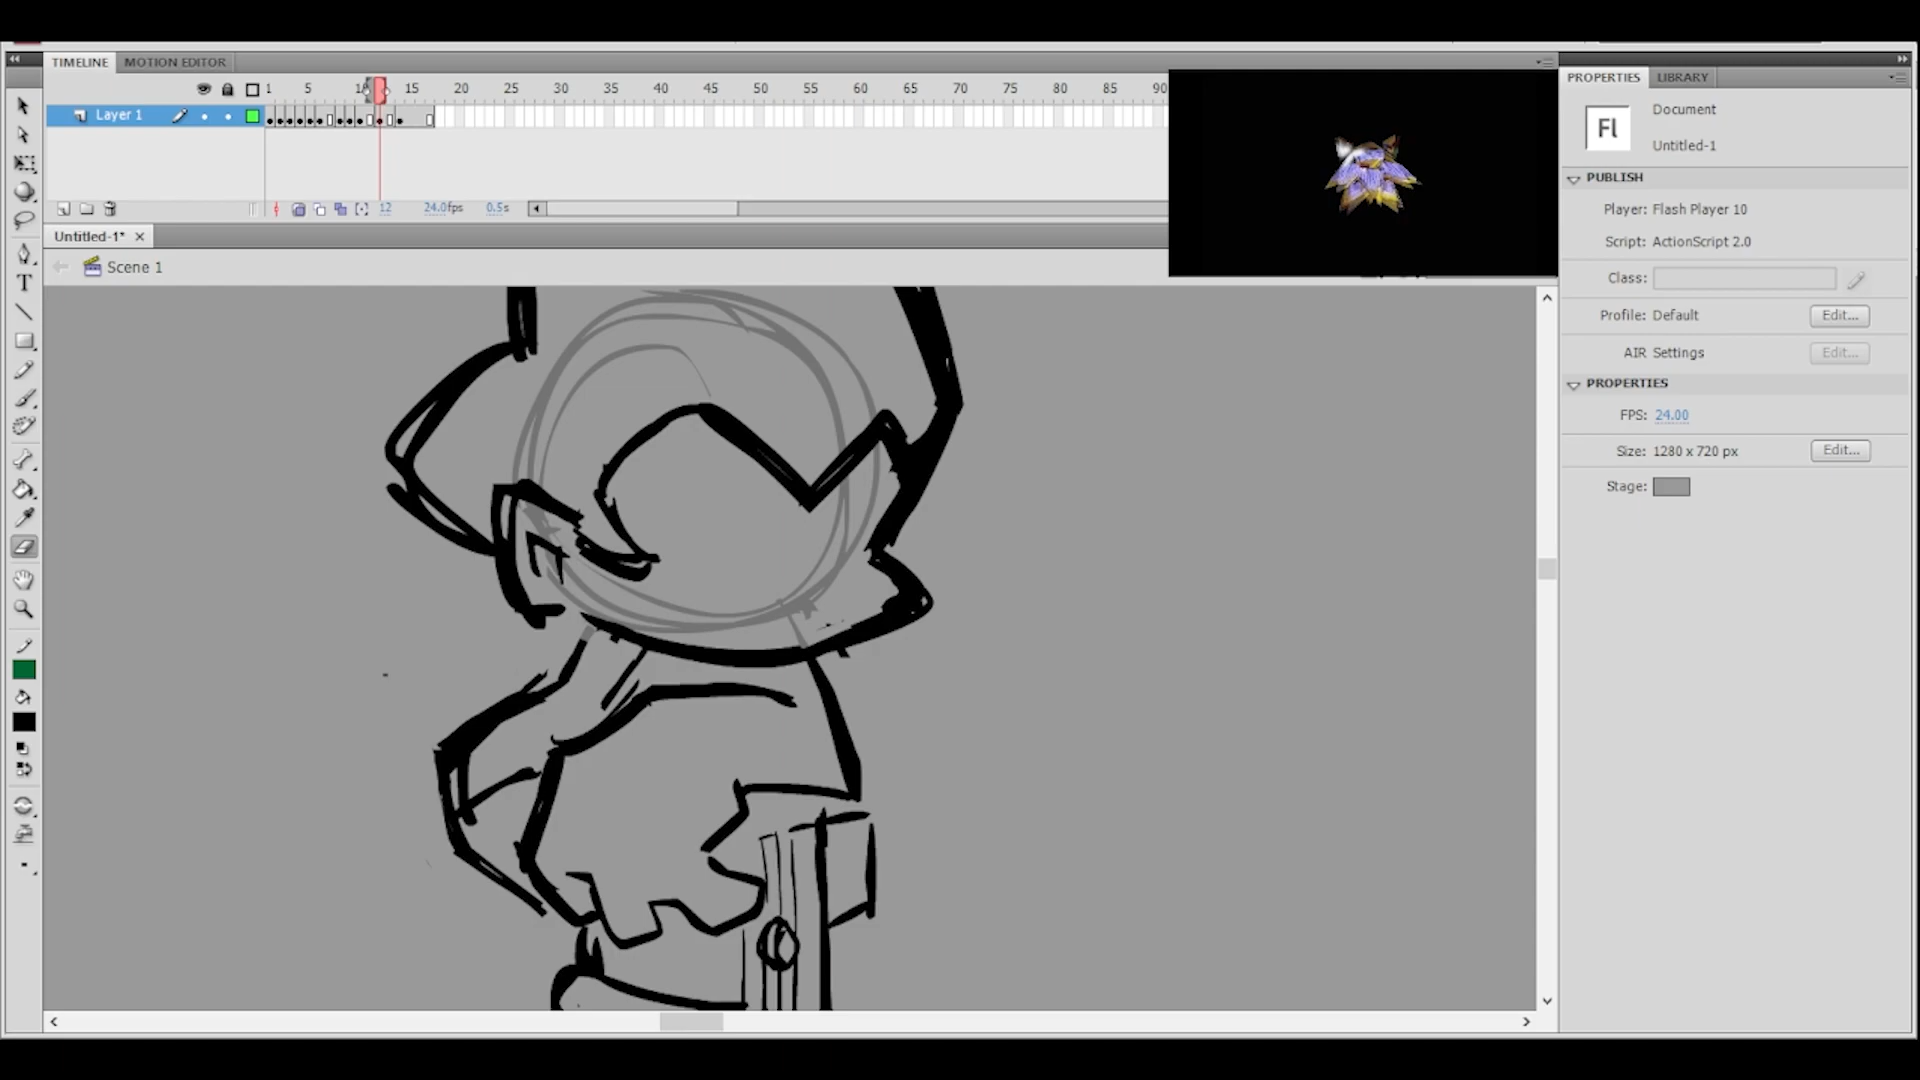 TIMELINE MOTION EDITOR
PROPERTIES LIBRARY
1 5 10 15 20 25 30 35 40 45 50 55 60 65 70 75 80 85 90
Layer 1
12 24.0fps 0.5s
Untitled-1*
Scene 1
T
Fl
Document
Untitled-1
PUBLISH
Player: Flash Player 10
Script: ActionScript 2.0
Class:
Profile: Default Edit...
AIR Settings Edit...
PROPERTIES
FPS: 24.00
Size: 1280 x 720 px Edit...
Stage: